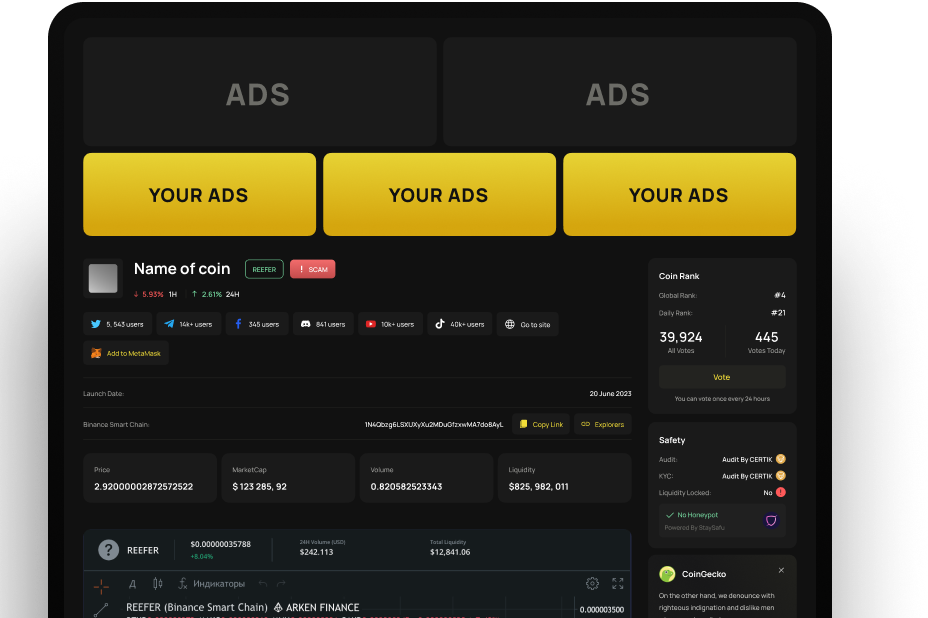 ADS ADS
YOUR ADS YOUR ADS YOUR ADS
Name of coin REEFER ! SCAM
↓ 5.93% 1H ↑ 2.61% 24H
5, 543 users 14k+ users 345 users 841 users 10k+ users 40k+ users Go to site
Add to MetaMask
Launch Date: 20 June 2023
Binance Smart Chain: 1N4Qbzg6LSXUXyXu2MDuGfzxwMA7do8AyL Copy Link Explorers
Price MarketCap Volume Liquidity
2.92000002872572522 $ 123 285, 92 0.820582523343 $825, 982, 011
? REEFER $0.00000035788 24H Volume (USD) Total Liquidity
+8.04% $242.113 $12,841.06
Д Индикаторы
REEFER (Binance Smart Chain) ARKEN FINANCE 0.000003500
Coin Rank
Global Rank: #4
Daily Rank: #21
39,924 445
All Votes Votes Today
Vote
You can vote once every 24 hours
Safety
Audit: Audit By CERTIK
KYC: Audit By CERTIK
Liquidity Locked: No !
No Honeypot
Powered By StaySafu
CoinGecko
On the other hand, we denounce with
righteous indignation and dislike men